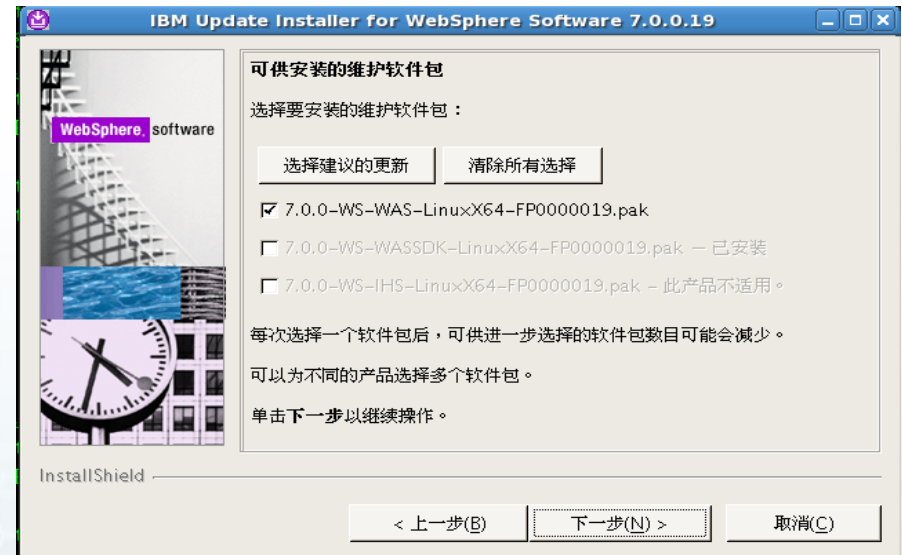 IBM Update Installer for WebSphere Software 7.0.0.19
WebSphere. software
可供安装的维护软件包
选择要安装的维护软件包：
选择建议的更新 清除所有选择
7.0.0-WS-WAS-LinuxX64-FP0000019.pak
7.0.0-WS-WASSDK-LinuxX64-FP0000019.pak – 已安装
7.0.0-WS-IHS-LinuxX64-FP0000019.pak – 此产品不适用。
每次选择一个软件包后，可供进一步选择的软件包数目可能会减少。
可以为不同的产品选择多个软件包。
单击下一步以继续操作。
InstallShield
< 上一步(B) 下一步(N) > 取消(C)